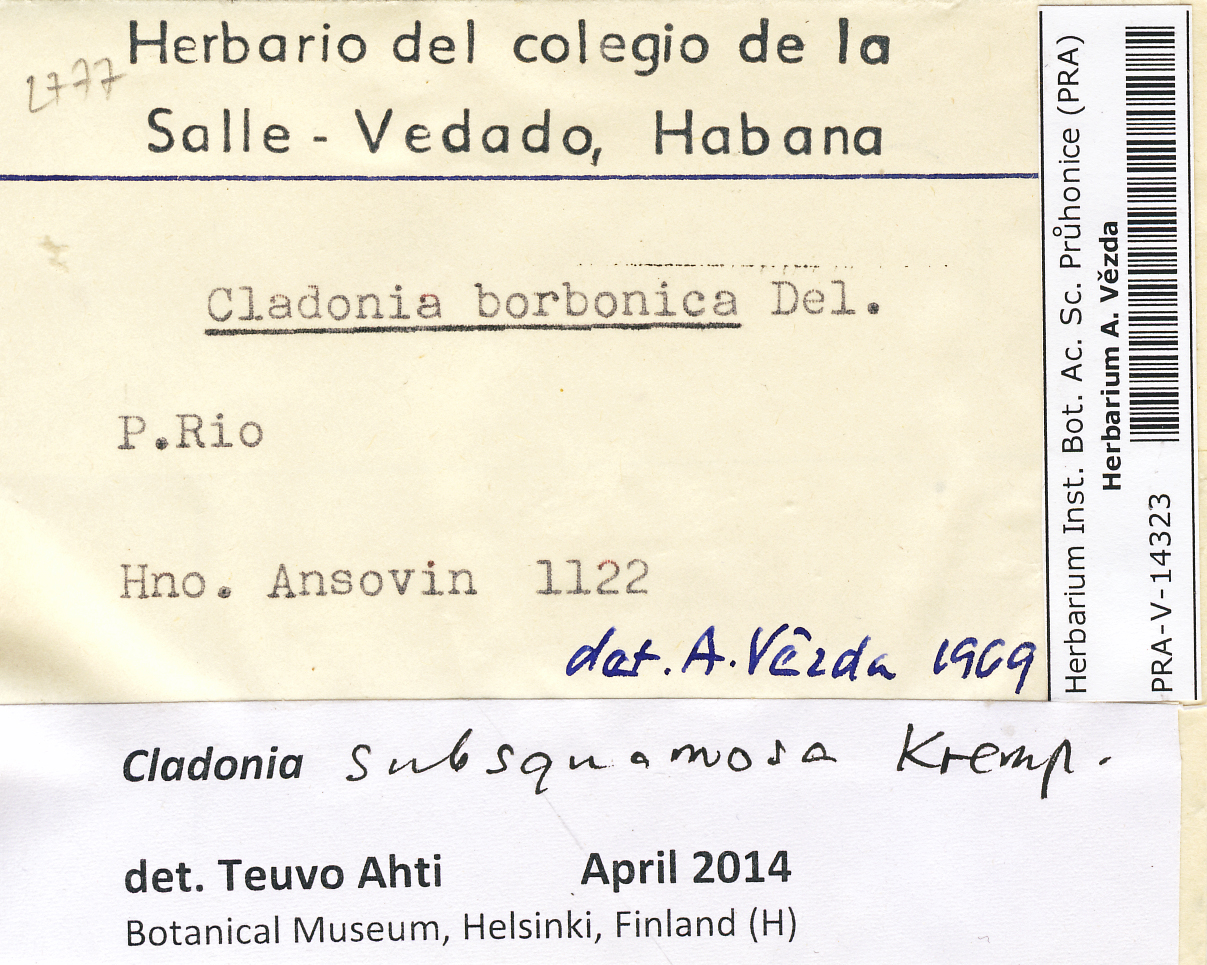 Herbario del colegio de la
2777
Salle - Vedado, Habana
Cladonia borbonica Del.
P.Rio
Hno. Ansovin 1122
det. A. Vězda 1969
Cladonia subsquamosa Kremp.
det. Teuvo Ahti April 2014
Botanical Museum, Helsinki, Finland (H)
Herbarium Inst. Bot. Ac. Sc. Průhonice (PRA)
Herbarium A. Vězda
PRA-V-14323